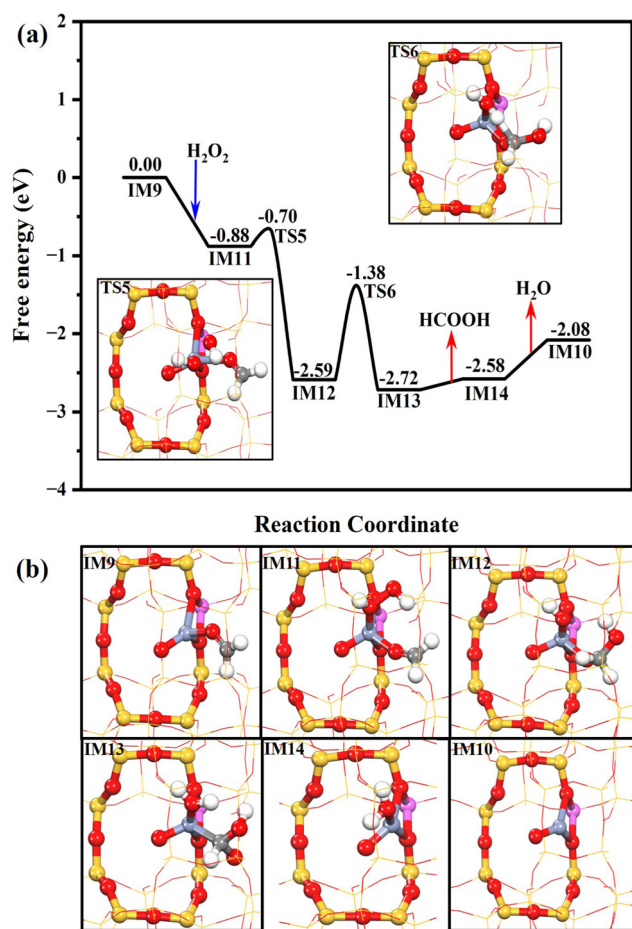 (a)
2
1
0
−1
−2
−3
−4
Free energy (eV)
TS6
0.00
IM9
H2O2
-0.88
IM11
-0.70
TS5
TS5
-1.38
TS6
-2.59
IM12
-2.72
IM13
HCOOH
-2.58
IM14
H2O
-2.08
IM10
Reaction Coordinate
(b)
IM9
IM11
IM12
IM13
IM14
IM10